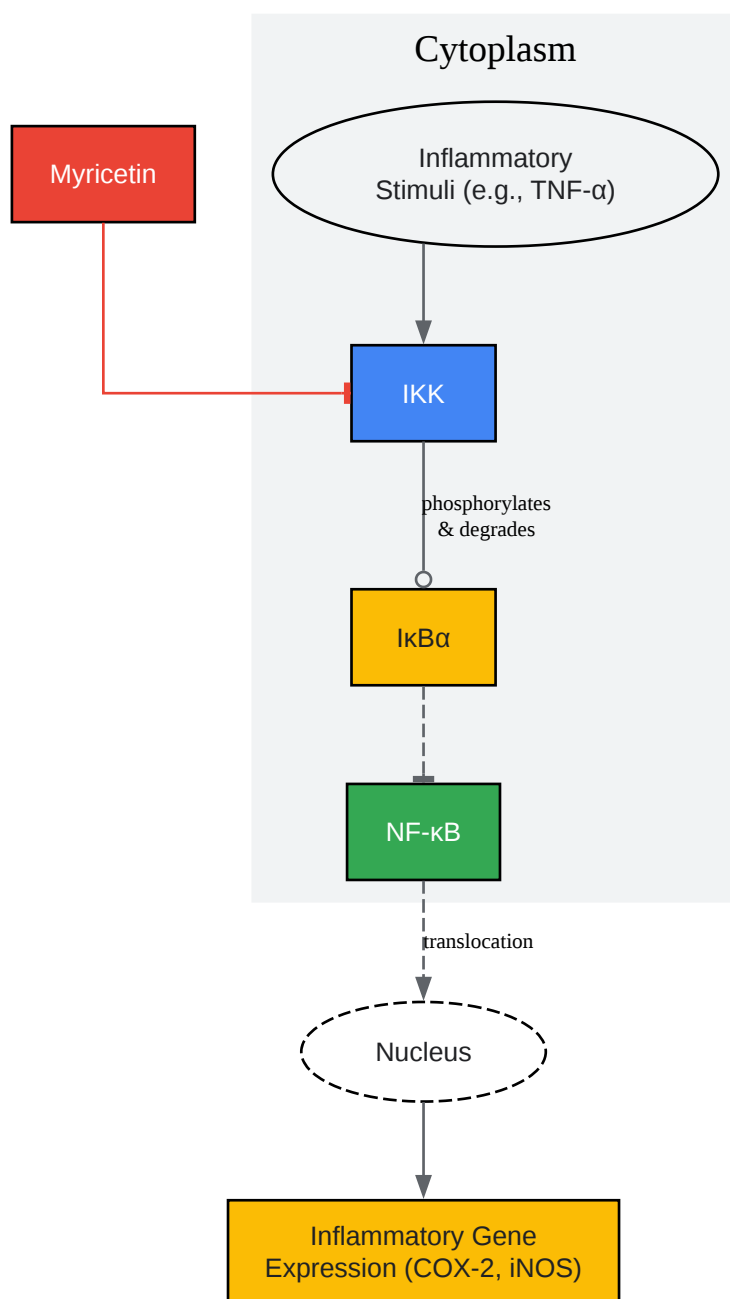 Cytoplasm
Myricetin
Inflammatory
Stimuli (e.g., TNF-α)
IKK
phosphorylates
& degrades
IκBα
NF-κB
translocation
Nucleus
Inflammatory Gene
Expression (COX-2, iNOS)